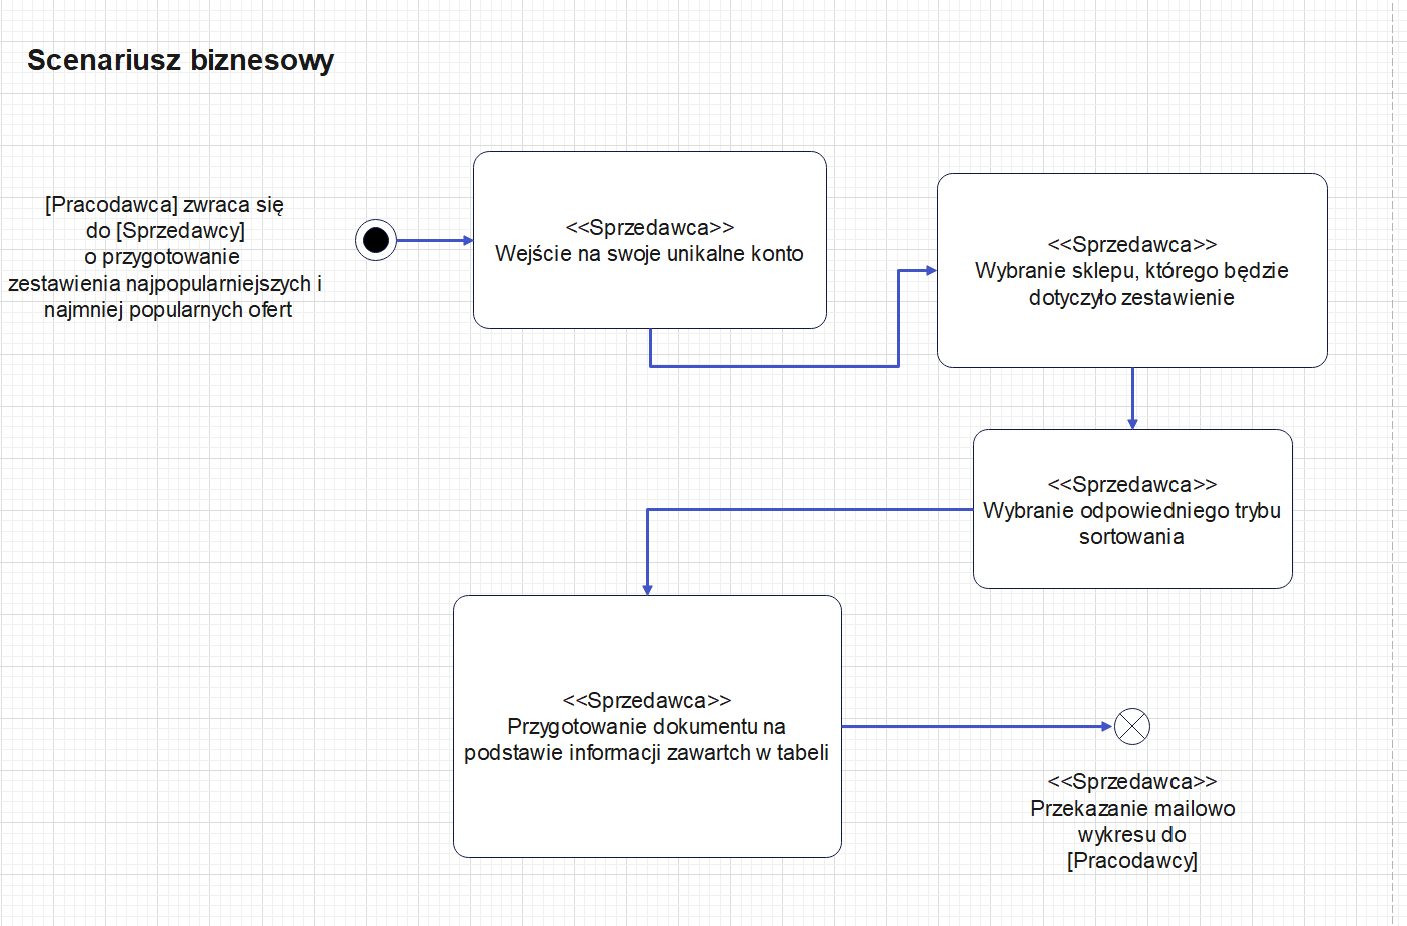 Scenariusz biznesowy
[Pracodawca] zwraca się
do [Sprzedawcy]
o przygotowanie
zestawienia najpopularniejszych i
najmniej popularnych ofert
<<Sprzedawca>>
Wejście na swoje unikalne konto
<<Sprzedawca>>
Wybranie sklepu, którego będzie
dotyczyło zestawienie
<<Sprzedawca>>
Wybranie odpowiedniego trybu
sortowania
<<Sprzedawca>>
Przygotowanie dokumentu na
podstawie informacji zawartch w tabeli
<<Sprzedawca>>
Przekazanie mailowo
wykresu do
[Pracodawcy]